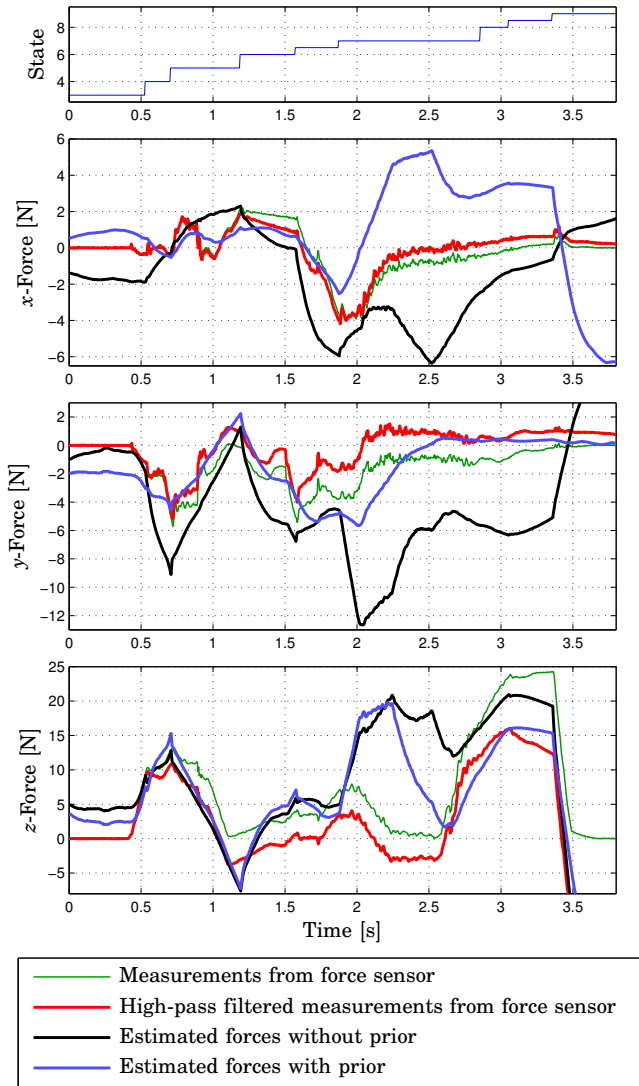 State
8
6
4
0 0.5 1 1.5 2 2.5 3 3.5
x-Force [N]
6
4
2
0
−2
−4
−6
0 0.5 1 1.5 2 2.5 3 3.5
y-Force [N]
2
0
−2
−4
−6
−8
−10
−12
0 0.5 1 1.5 2 2.5 3 3.5
z-Force [N]
25
20
15
10
5
0
−5
0 0.5 1 1.5 2 2.5 3 3.5
Time [s]
Measurements from force sensor
High-pass filtered measurements from force sensor
Estimated forces without prior
Estimated forces with prior